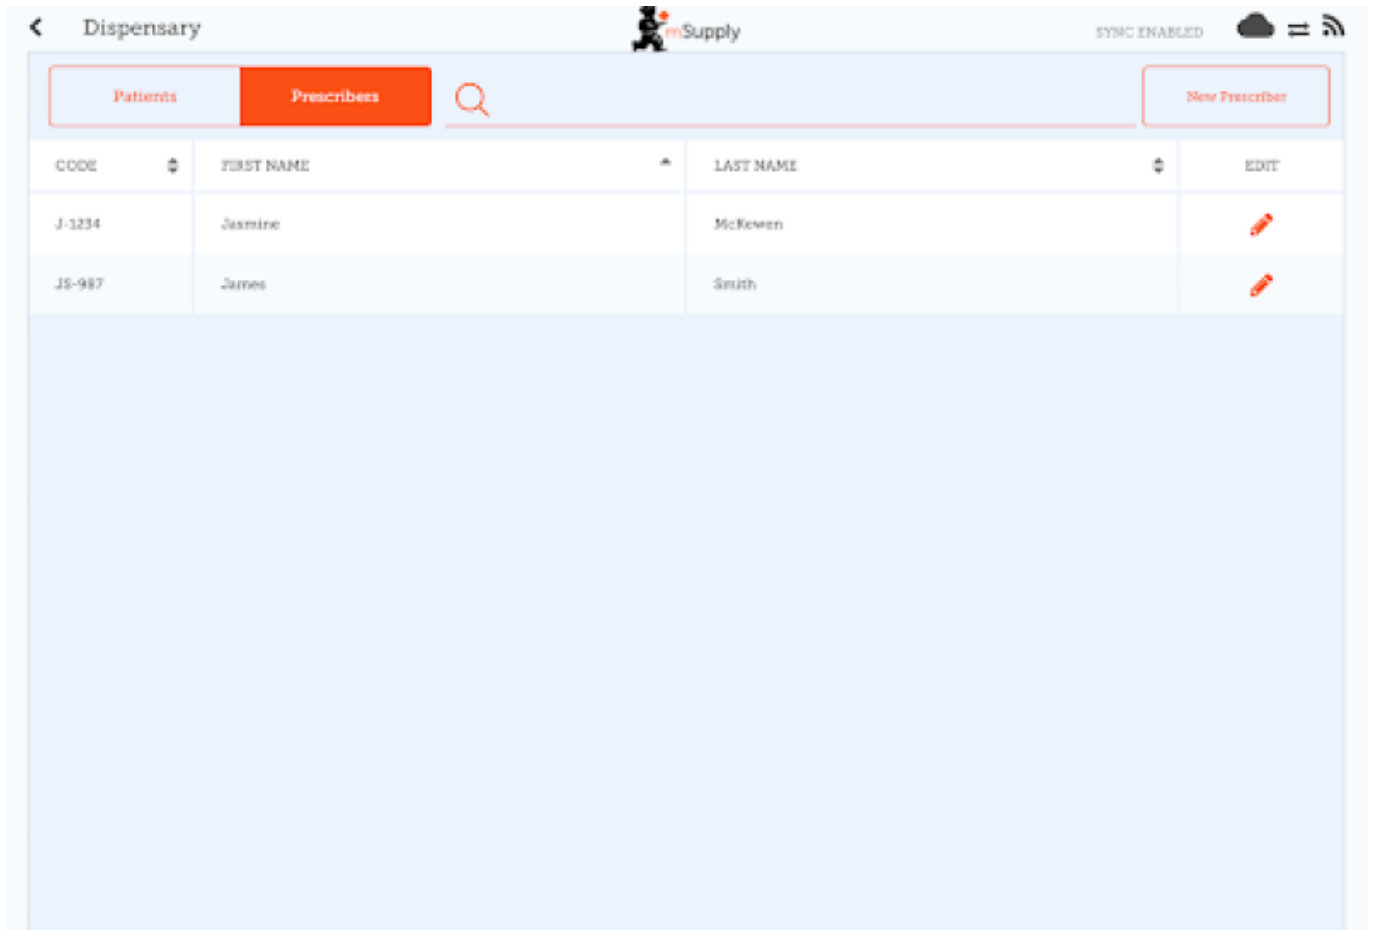 Dispensary
mSupply
SYNC ENABLED
Patients
Prescribers
New Prescriber
CODE
FIRST NAME
LAST NAME
EDIT
J-1234
Jasmine
McKewen
JS-987
James
Smith